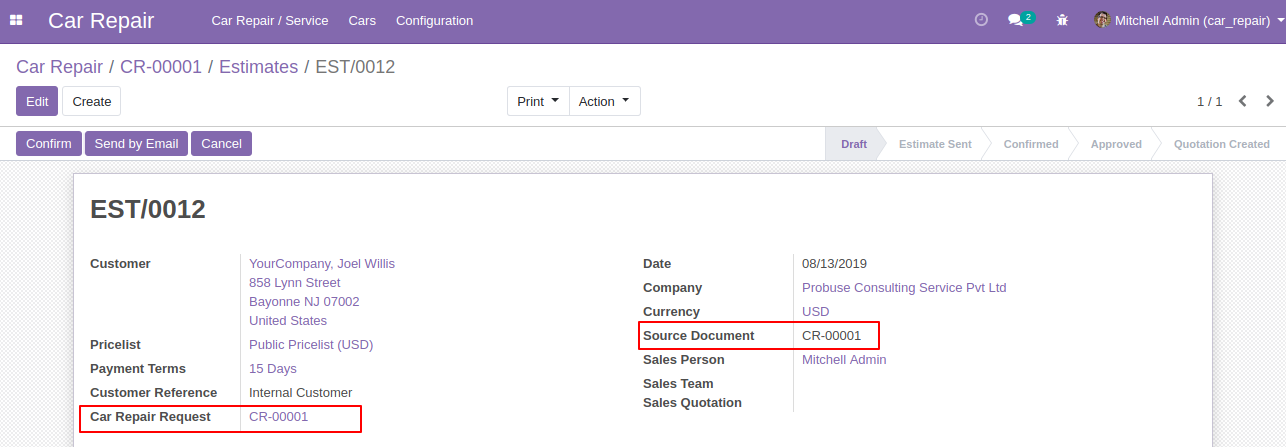 Car Repair Car Repair / Service Cars Configuration 2 Mitchell Admin (car_repair)
Car Repair / CR-00001 / Estimates / EST/0012
Edit Create Print Action 1 / 1
Confirm Send by Email Cancel Draft Estimate Sent Confirmed Approved Quotation Created
EST/0012
Customer YourCompany, Joel Willis
858 Lynn Street
Bayonne NJ 07002
United States
Pricelist Public Pricelist (USD)
Payment Terms 15 Days
Customer Reference Internal Customer
Car Repair Request CR-00001
Date 08/13/2019
Company Probuse Consulting Service Pvt Ltd
Currency USD
Source Document CR-00001
Sales Person Mitchell Admin
Sales Team
Sales Quotation